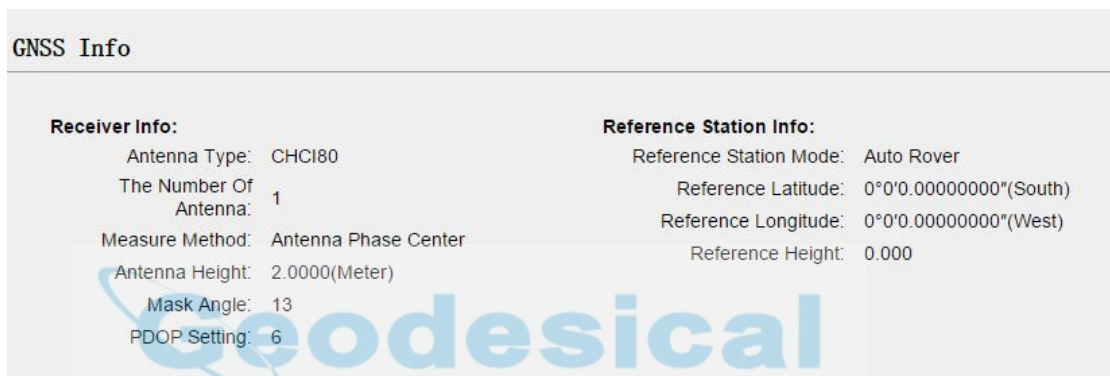 GNSS Info
Receiver Info:
Antenna Type: CHCI80
The Number Of
Antenna: 1
Measure Method: Antenna Phase Center
Antenna Height: 2.0000(Meter)
Mask Angle: 13
PDOP Setting: 6
Reference Station Info:
Reference Station Mode: Auto Rover
Reference Latitude: 0°0'0.00000000"(South)
Reference Longitude: 0°0'0.00000000"(West)
Reference Height: 0.000
Geodesical